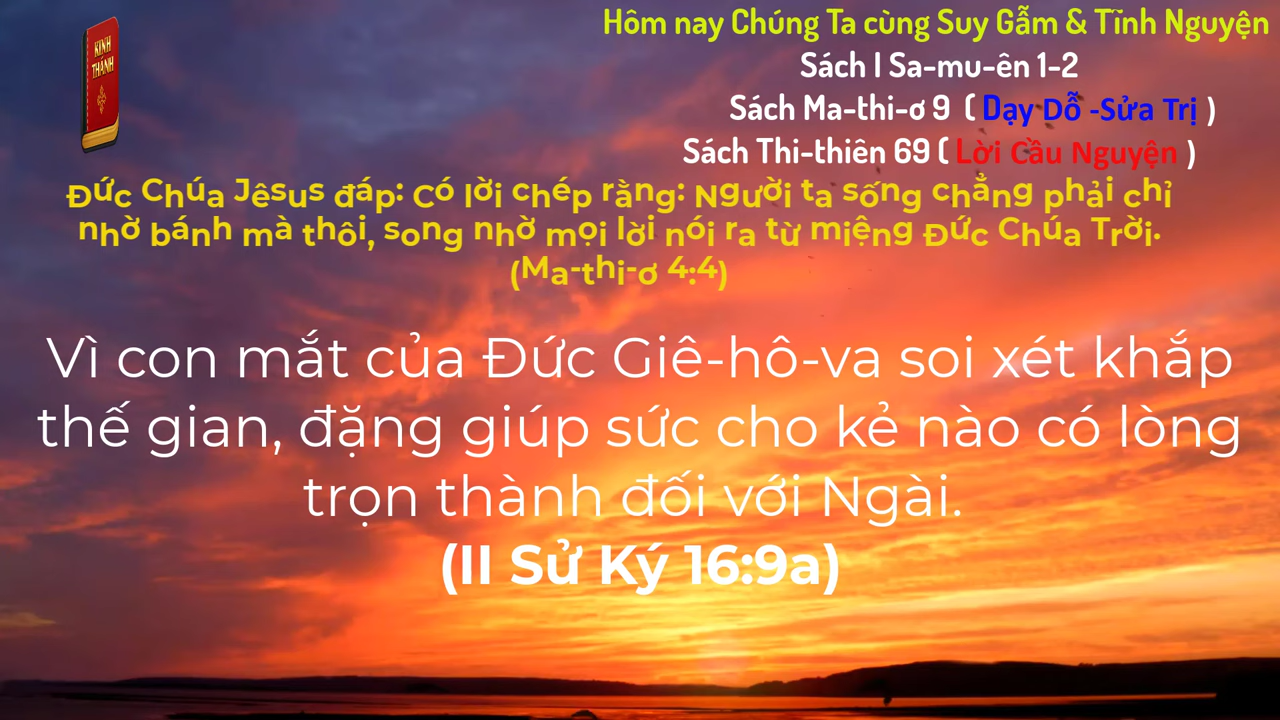 KINH
THÁNH
Hôm nay Chúng Ta cùng Suy Gẫm & Tĩnh Nguyện
Sách I Sa-mu-ên 1-2
Sách Ma-thi-ơ 9 ( Dạy Dỗ -Sửa Trị )
Sách Thi-thiên 69 ( Lời Cầu Nguyện )
Đức Chúa Jêsus đáp: Có lời chép rằng: Người ta sống chẳng phải chỉ
nhờ bánh mà thôi, song nhờ mọi lời nói ra từ miệng Đức Chúa Trời.
(Ma-thi-ơ 4:4)
Vì con mắt của Đức Giê-hô-va soi xét khắp
thế gian, đặng giúp sức cho kẻ nào có lòng
trọn thành đối với Ngài.
(II Sử Ký 16:9a)